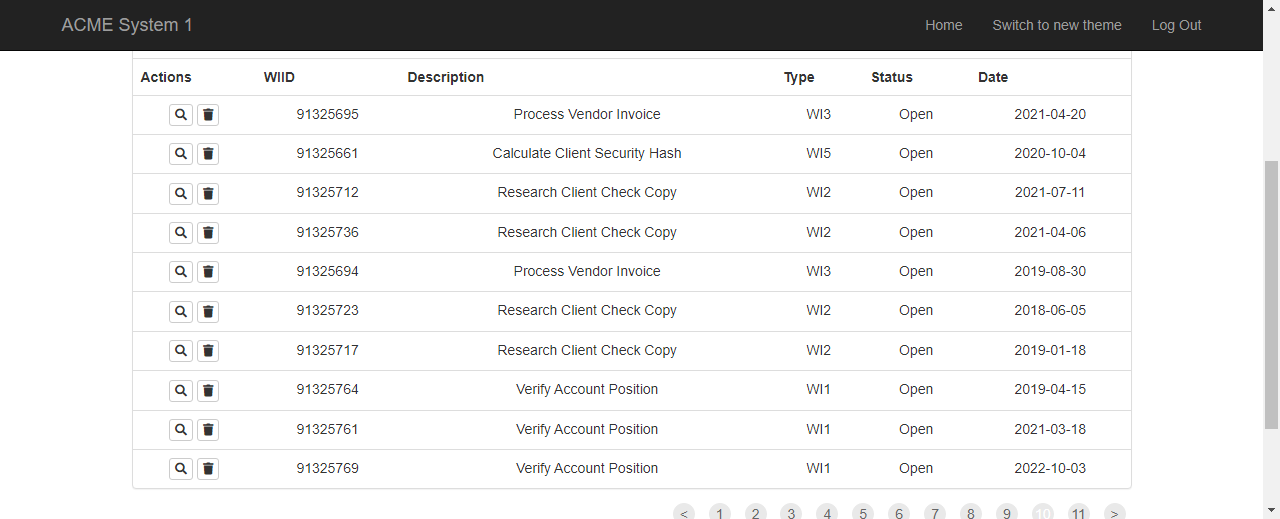 ACME System 1 Home Switch to new theme Log Out
Actions WIID Description Type Status Date
91325695 Process Vendor Invoice WI3 Open 2021-04-20
91325661 Calculate Client Security Hash WI5 Open 2020-10-04
91325712 Research Client Check Copy WI2 Open 2021-07-11
91325736 Research Client Check Copy WI2 Open 2021-04-06
91325694 Process Vendor Invoice WI3 Open 2019-08-30
91325723 Research Client Check Copy WI2 Open 2018-06-05
91325717 Research Client Check Copy WI2 Open 2019-01-18
91325764 Verify Account Position WI1 Open 2019-04-15
91325761 Verify Account Position WI1 Open 2021-03-18
91325769 Verify Account Position WI1 Open 2022-10-03
< 1 2 3 4 5 6 7 8 9 10 11 >